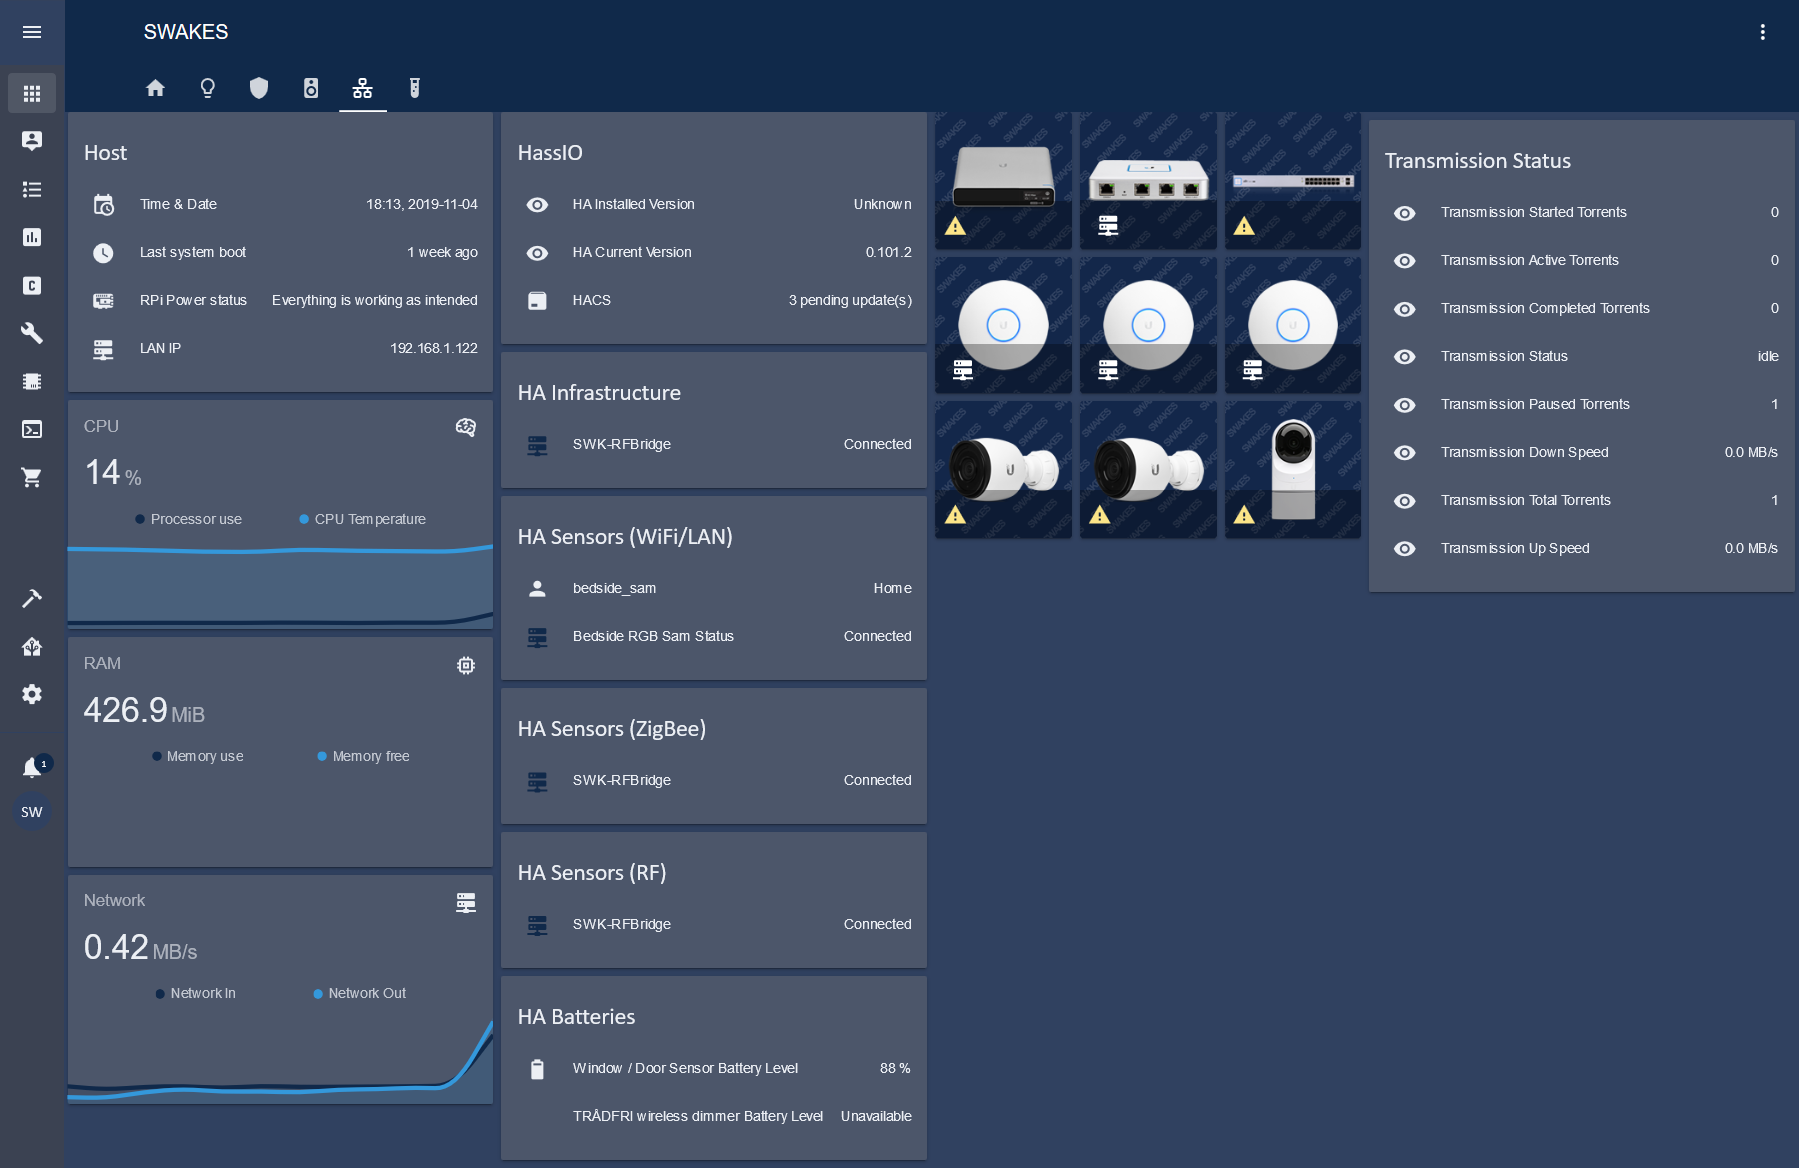 SWAKES
Host
Time & Date 18:13, 2019-11-04
Last system boot 1 week ago
RPi Power status Everything is working as intended
LAN IP 192.168.1.122
CPU
14 %
Processor use CPU Temperature
RAM
426.9 MiB
Memory use Memory free
Network
0.42 MB/s
Network In Network Out
1
SW
HassIO
HA Installed Version Unknown
HA Current Version 0.101.2
HACS 3 pending update(s)
HA Infrastructure
SWK-RFBridge Connected
HA Sensors (WiFi/LAN)
bedside_sam Home
Bedside RGB Sam Status Connected
HA Sensors (ZigBee)
SWK-RFBridge Connected
HA Sensors (RF)
SWK-RFBridge Connected
HA Batteries
Window / Door Sensor Battery Level 88 %
TRÅDFRI wireless dimmer Battery Level Unavailable
Transmission Status
Transmission Started Torrents 0
Transmission Active Torrents 0
Transmission Completed Torrents 0
Transmission Status idle
Transmission Paused Torrents 1
Transmission Down Speed 0.0 MB/s
Transmission Total Torrents 1
Transmission Up Speed 0.0 MB/s